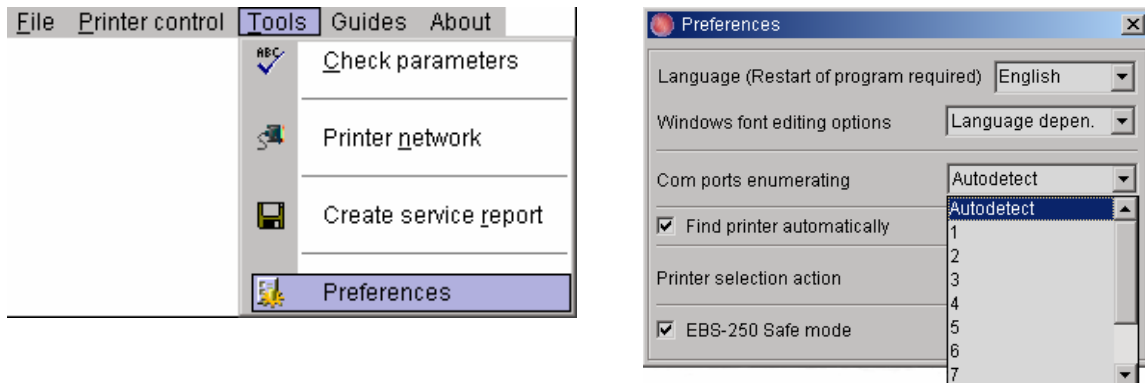 File Printer control Tools Guides About
ABC
Check parameters
Printer network
Create service report
Preferences
Preferences
Language (Restart of program required) English
Windows font editing options Language depen.
Com ports enumerating Autodetect
Autodetect
1
2
3
4
5
6
7
Find printer automatically
Printer selection action
EBS-250 Safe mode